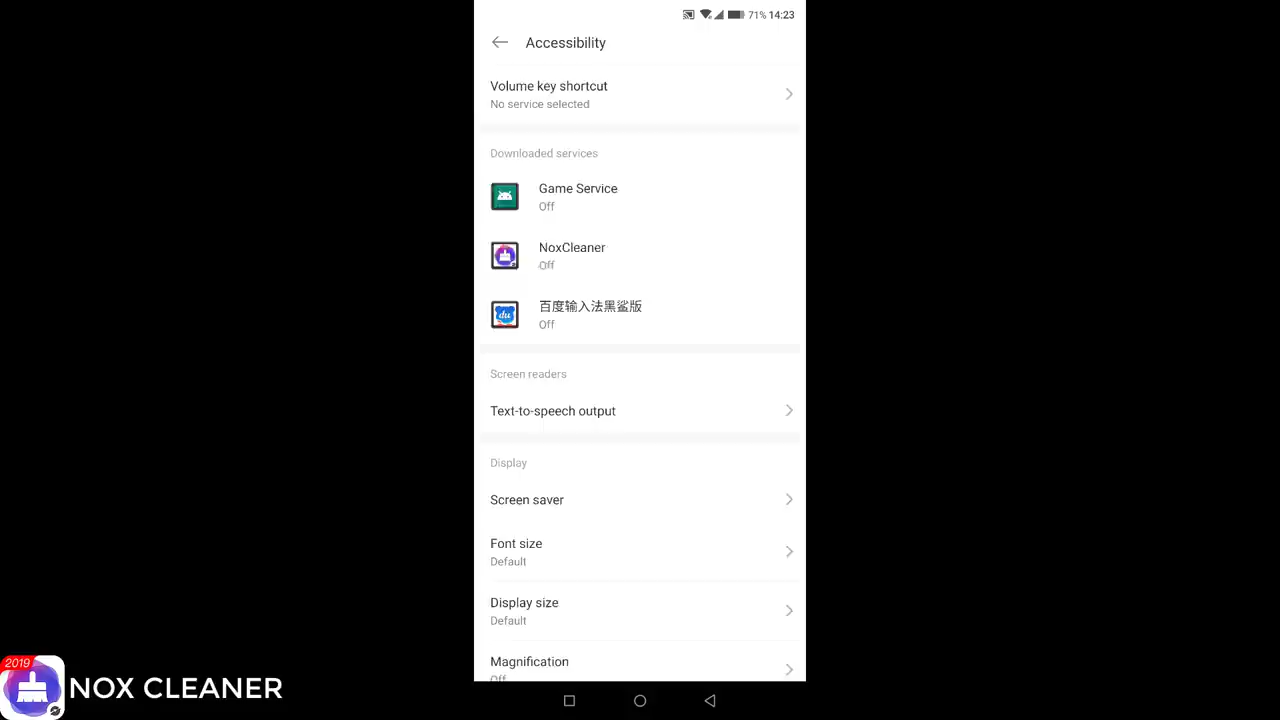 71% 14:23
Accessibility
Volume key shortcut
No service selected
Downloaded services
Game Service
Off
NoxCleaner
Off
百度输入法黑鲨版
du
Off
Screen readers
Text-to-speech output
Display
Screen saver
Font size
Default
Display size
Default
Magnification
Off
2019
NOX CLEANER